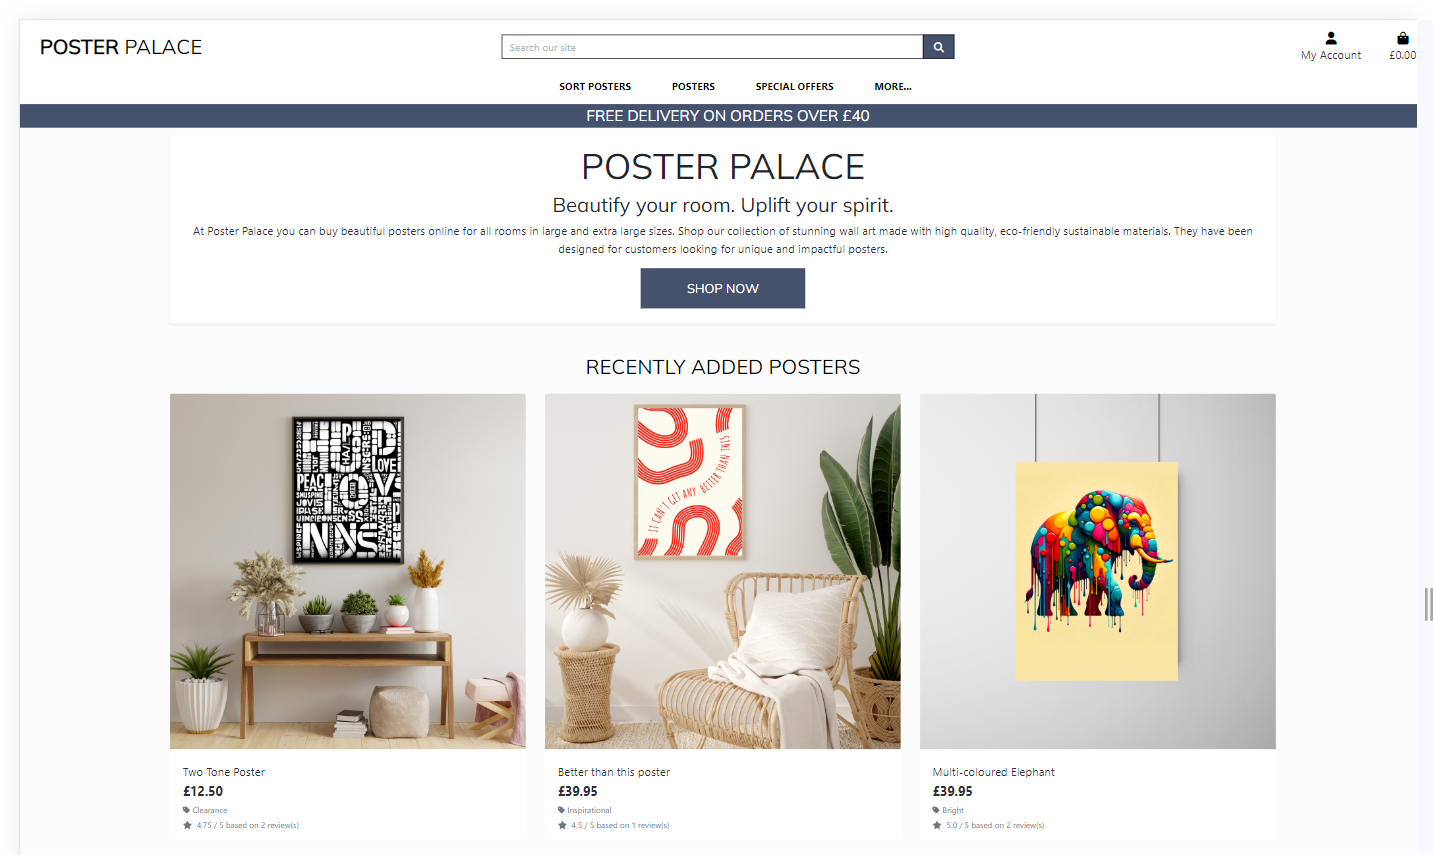 POSTER PALACE
Search our site
My Account
£0.00
SORT POSTERS
POSTERS
SPECIAL OFFERS
MORE...
FREE DELIVERY ON ORDERS OVER £40
POSTER PALACE
Beautify your room. Uplift your spirit.
At Poster Palace you can buy beautiful posters online for all rooms in large and extra large sizes. Shop our collection of stunning wall art made with high quality, eco-friendly sustainable materials. They have been
designed for customers looking for unique and impactful posters.
SHOP NOW
RECENTLY ADDED POSTERS
LOVE
PEAC
IT CAN'T GET ANY BETTER THAN THIS
Two Tone Poster
£12.50
Clearance
4.75 / 5 based on 2 review(s)
Better than this poster
£39.95
Inspirational
4.5 / 5 based on 1 review(s)
Multi-coloured Elephant
£39.95
Bright
5.0 / 5 based on 2 review(s)